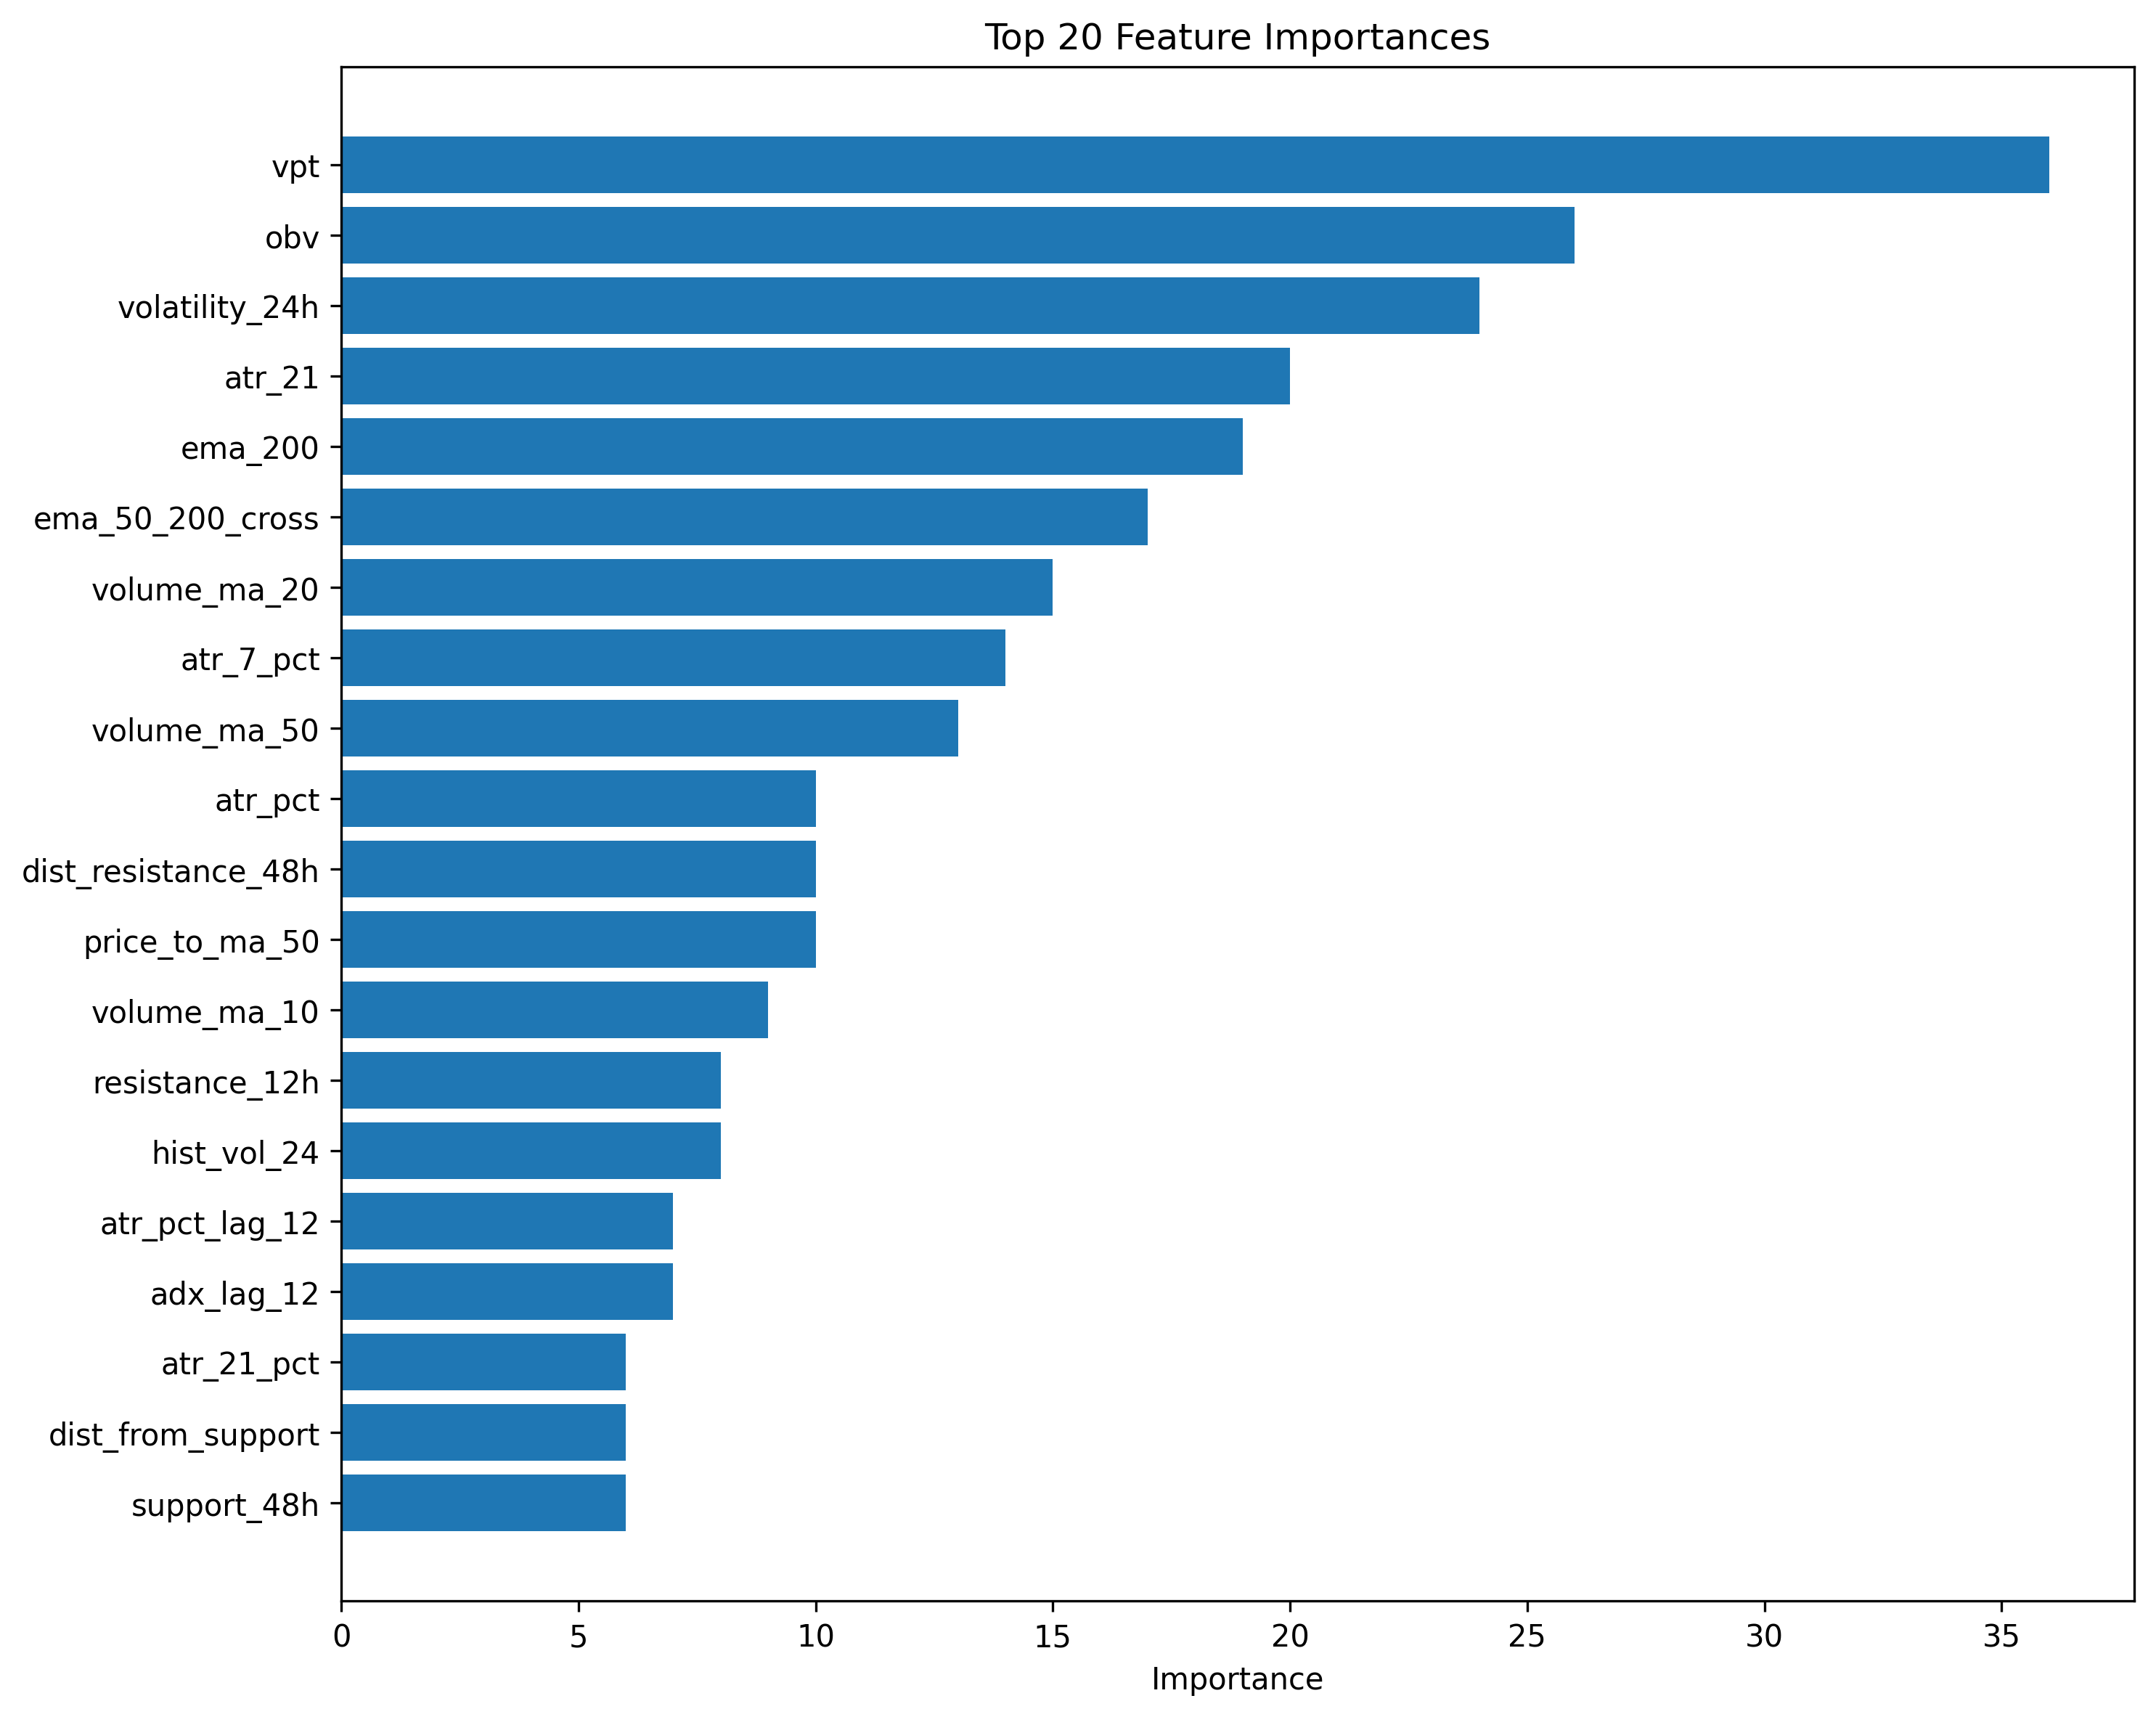 Top 20 Feature Importances
vpt
obv
volatility_24h
atr_21
ema_200
ema_50_200_cross
volume_ma_20
atr_7_pct
volume_ma_50
atr_pct
dist_resistance_48h
price_to_ma_50
volume_ma_10
resistance_12h
hist_vol_24
atr_pct_lag_12
adx_lag_12
atr_21_pct
dist_from_support
support_48h
0 5 10 15 20 25 30 35
Importance